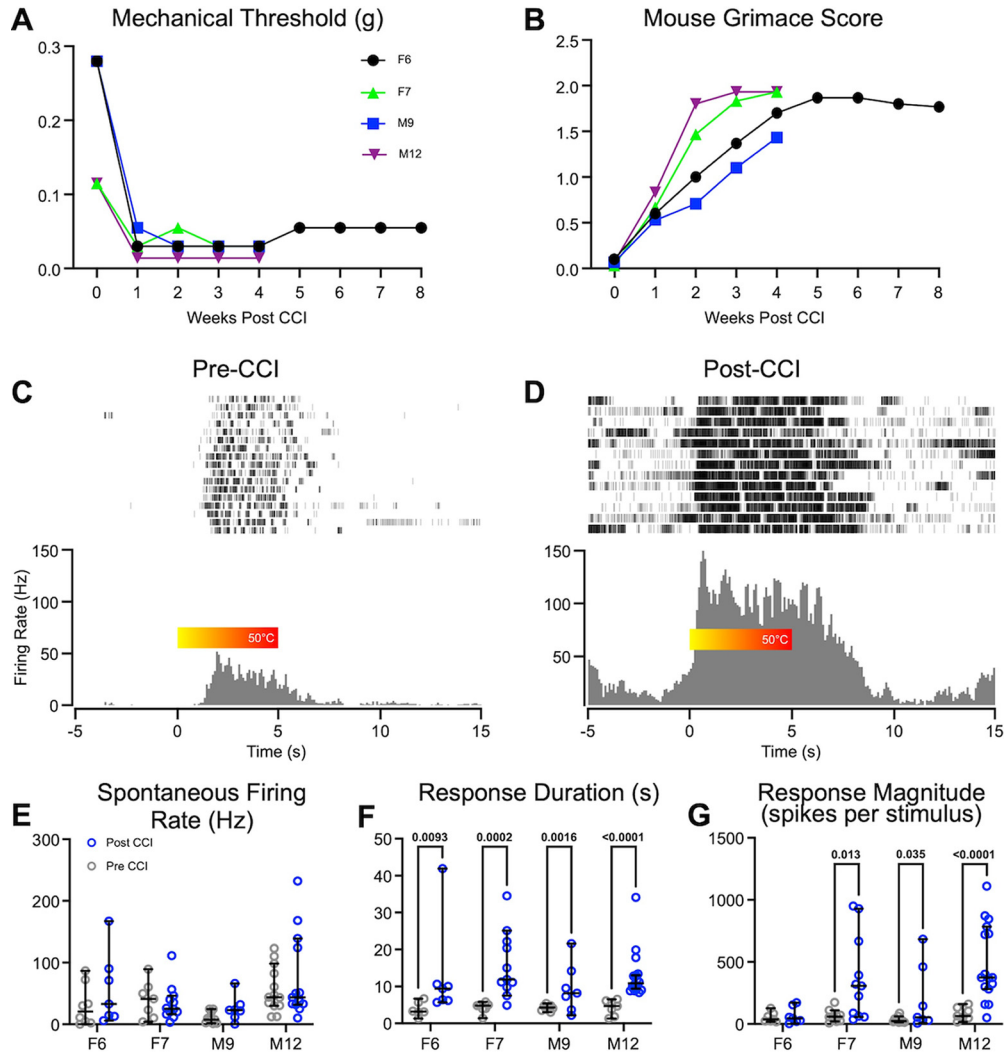 A Mechanical Threshold (g)
0.3
0.2
0.1
0.0
F6
F7
M9
M12
0 1 2 3 4 5 6 7 8
Weeks Post CCI
B Mouse Grimace Score
2.5
2.0
1.5
1.0
0.5
0.0
0 1 2 3 4 5 6 7 8
Weeks Post CCI
C Pre-CCI
150
100
50
0
Firing Rate (Hz)
50°C
-5 0 5 10 15
Time (s)
D Post-CCI
150
100
50
50°C
-5 0 5 10 15
Time (s)
E Spontaneous Firing
Rate (Hz)
300
200
100
0
Post CCI
Pre CCI
F6 F7 M9 M12
F Response Duration (s)
50
40
30
20
10
0
0.0093 0.0002 0.0016 <0.0001
F6 F7 M9 M12
G Response Magnitude
(spikes per stimulus)
1500
1000
500
0
0.013 0.035 <0.0001
F6 F7 M9 M12